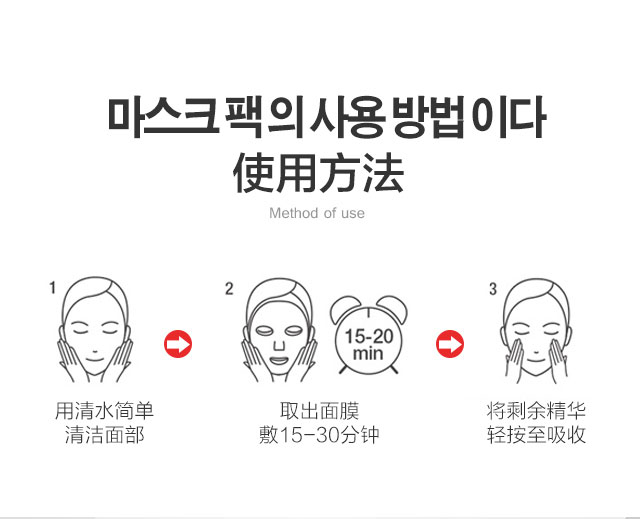 마스크 팩의 사용 방법이다
使用方法
Method of use
1
2
3
15-20
min
用清水简单
清洁面部
取出面膜
敷15-30分钟
将剩余精华
轻按至吸收